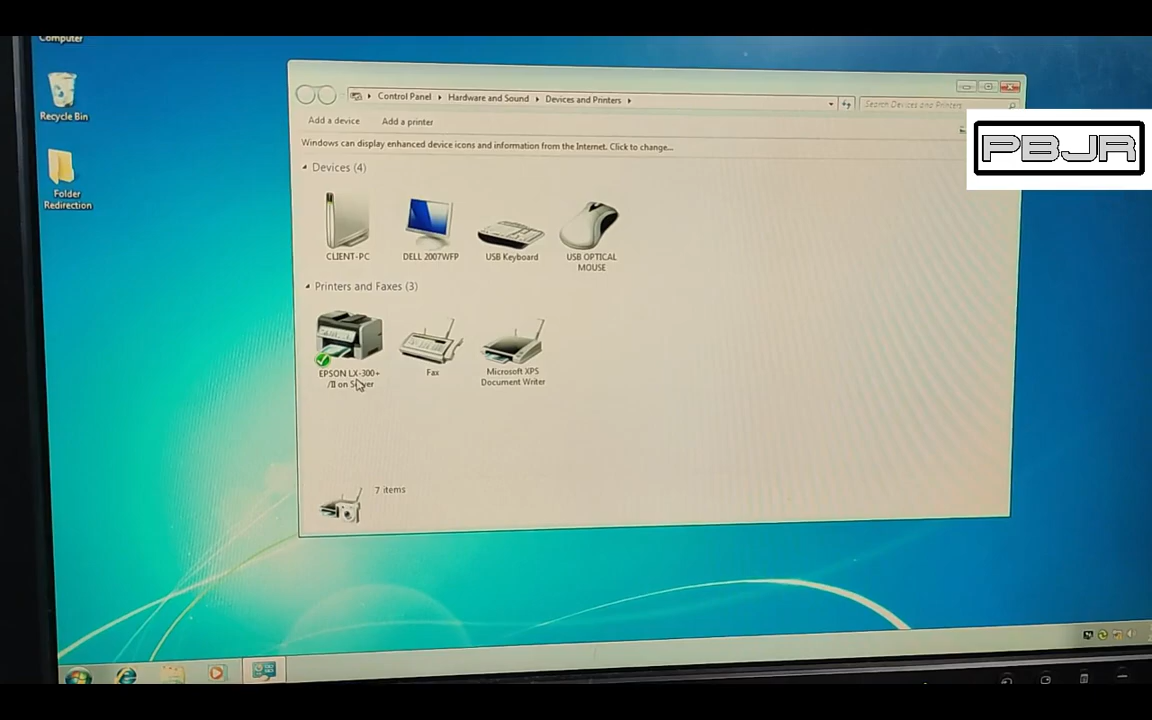 Computer
Recycle Bin
Folder
Redirection
Control Panel
Hardware and Sound
Devices and Printers
Search Devices and Printers
Add a device
Add a printer
Windows can display enhanced device icons and information from the Internet. Click to change...
PBJR
Devices (4)
CLIENT-PC
DELL 2007WFP
USB Keyboard
USB OPTICAL
MOUSE
Printers and Faxes (3)
EPSON LX-300+
/II on Server
Fax
Microsoft XPS
Document Writer
7 items